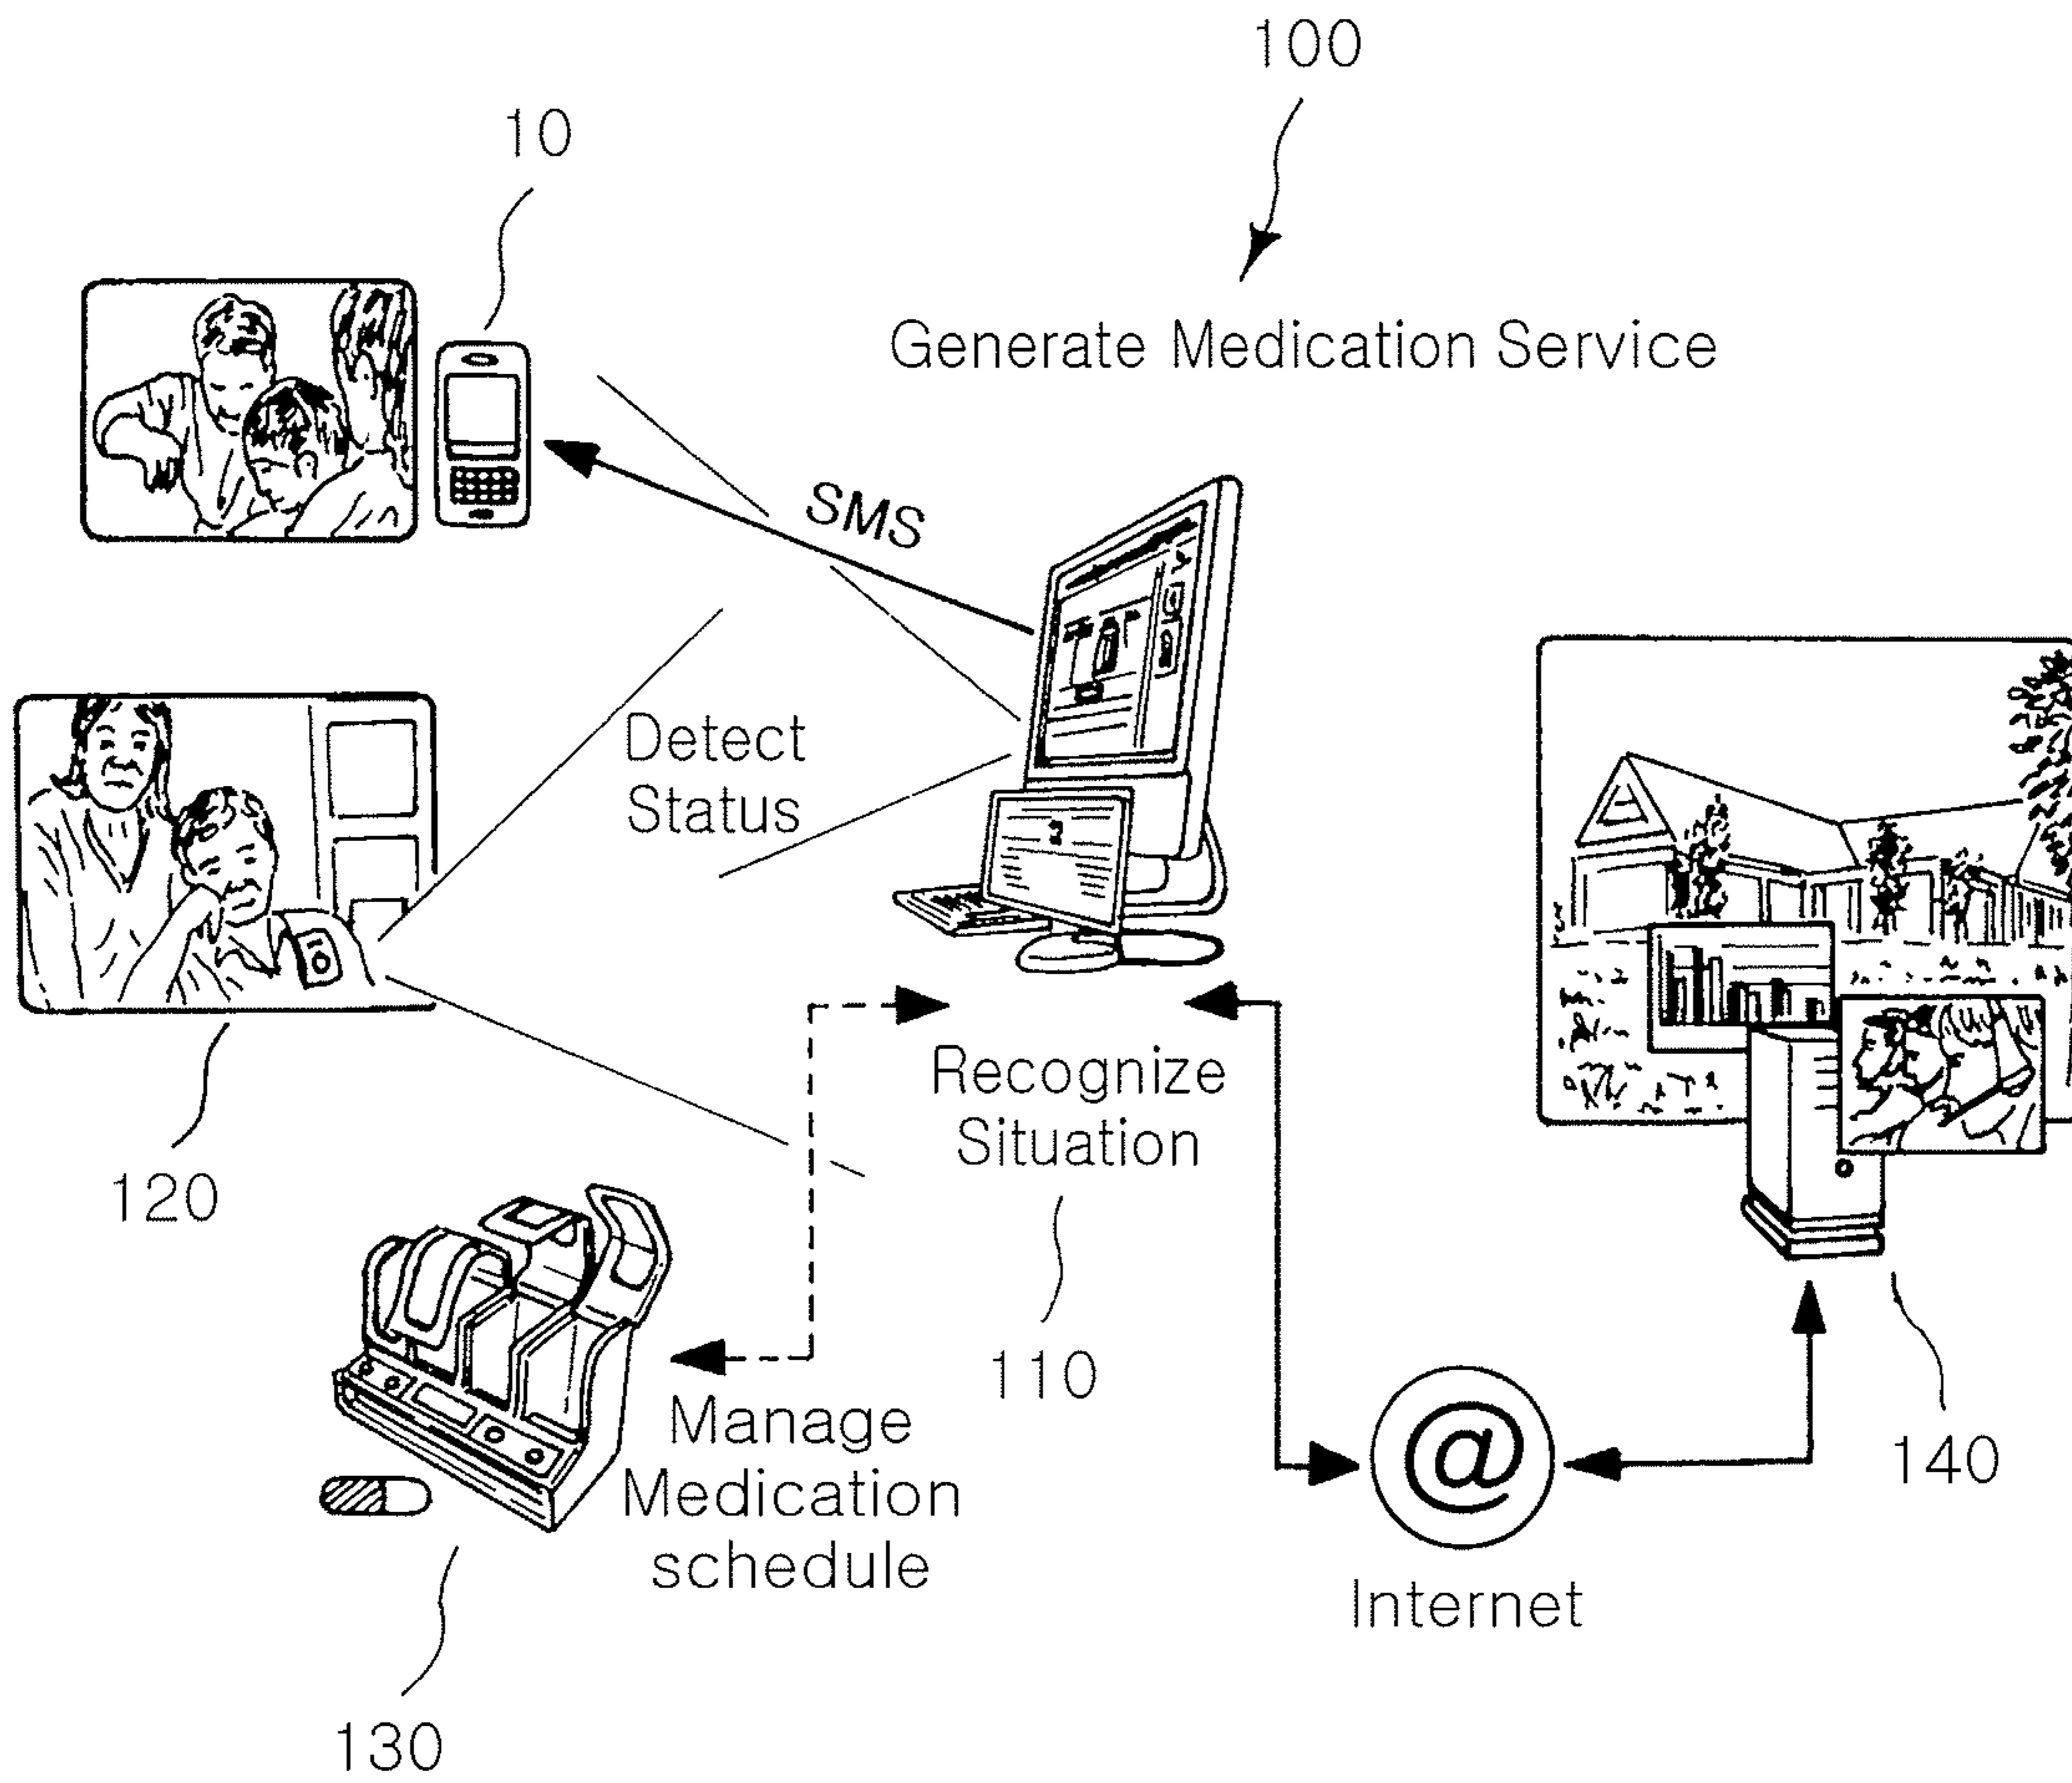 100
10
Generate Medication Service
SMS
Detect
Status
Recognize
Situation
120
110
Manage
Medication
schedule
@
140
Internet
130